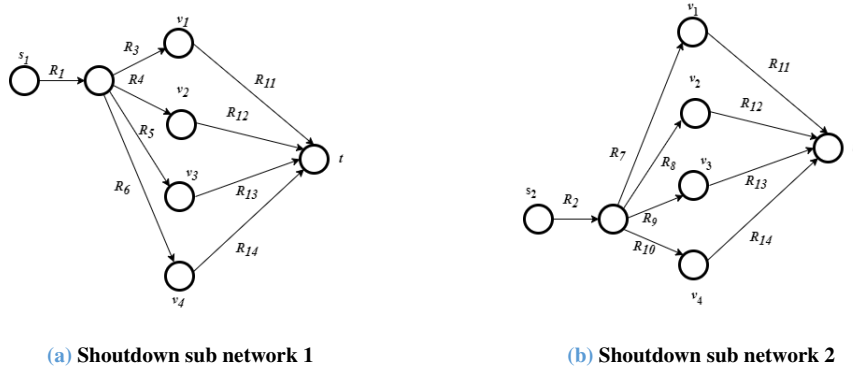 s1
R1
R3
R4
R5
R6
v1
v2
v3
v4
R11
R12
R13
R14
t
(a) Shoutdown sub network 1
s2
R2
R7
R8
R9
R10
v1
v2
v3
v4
R11
R12
R13
R14
(b) Shoutdown sub network 2